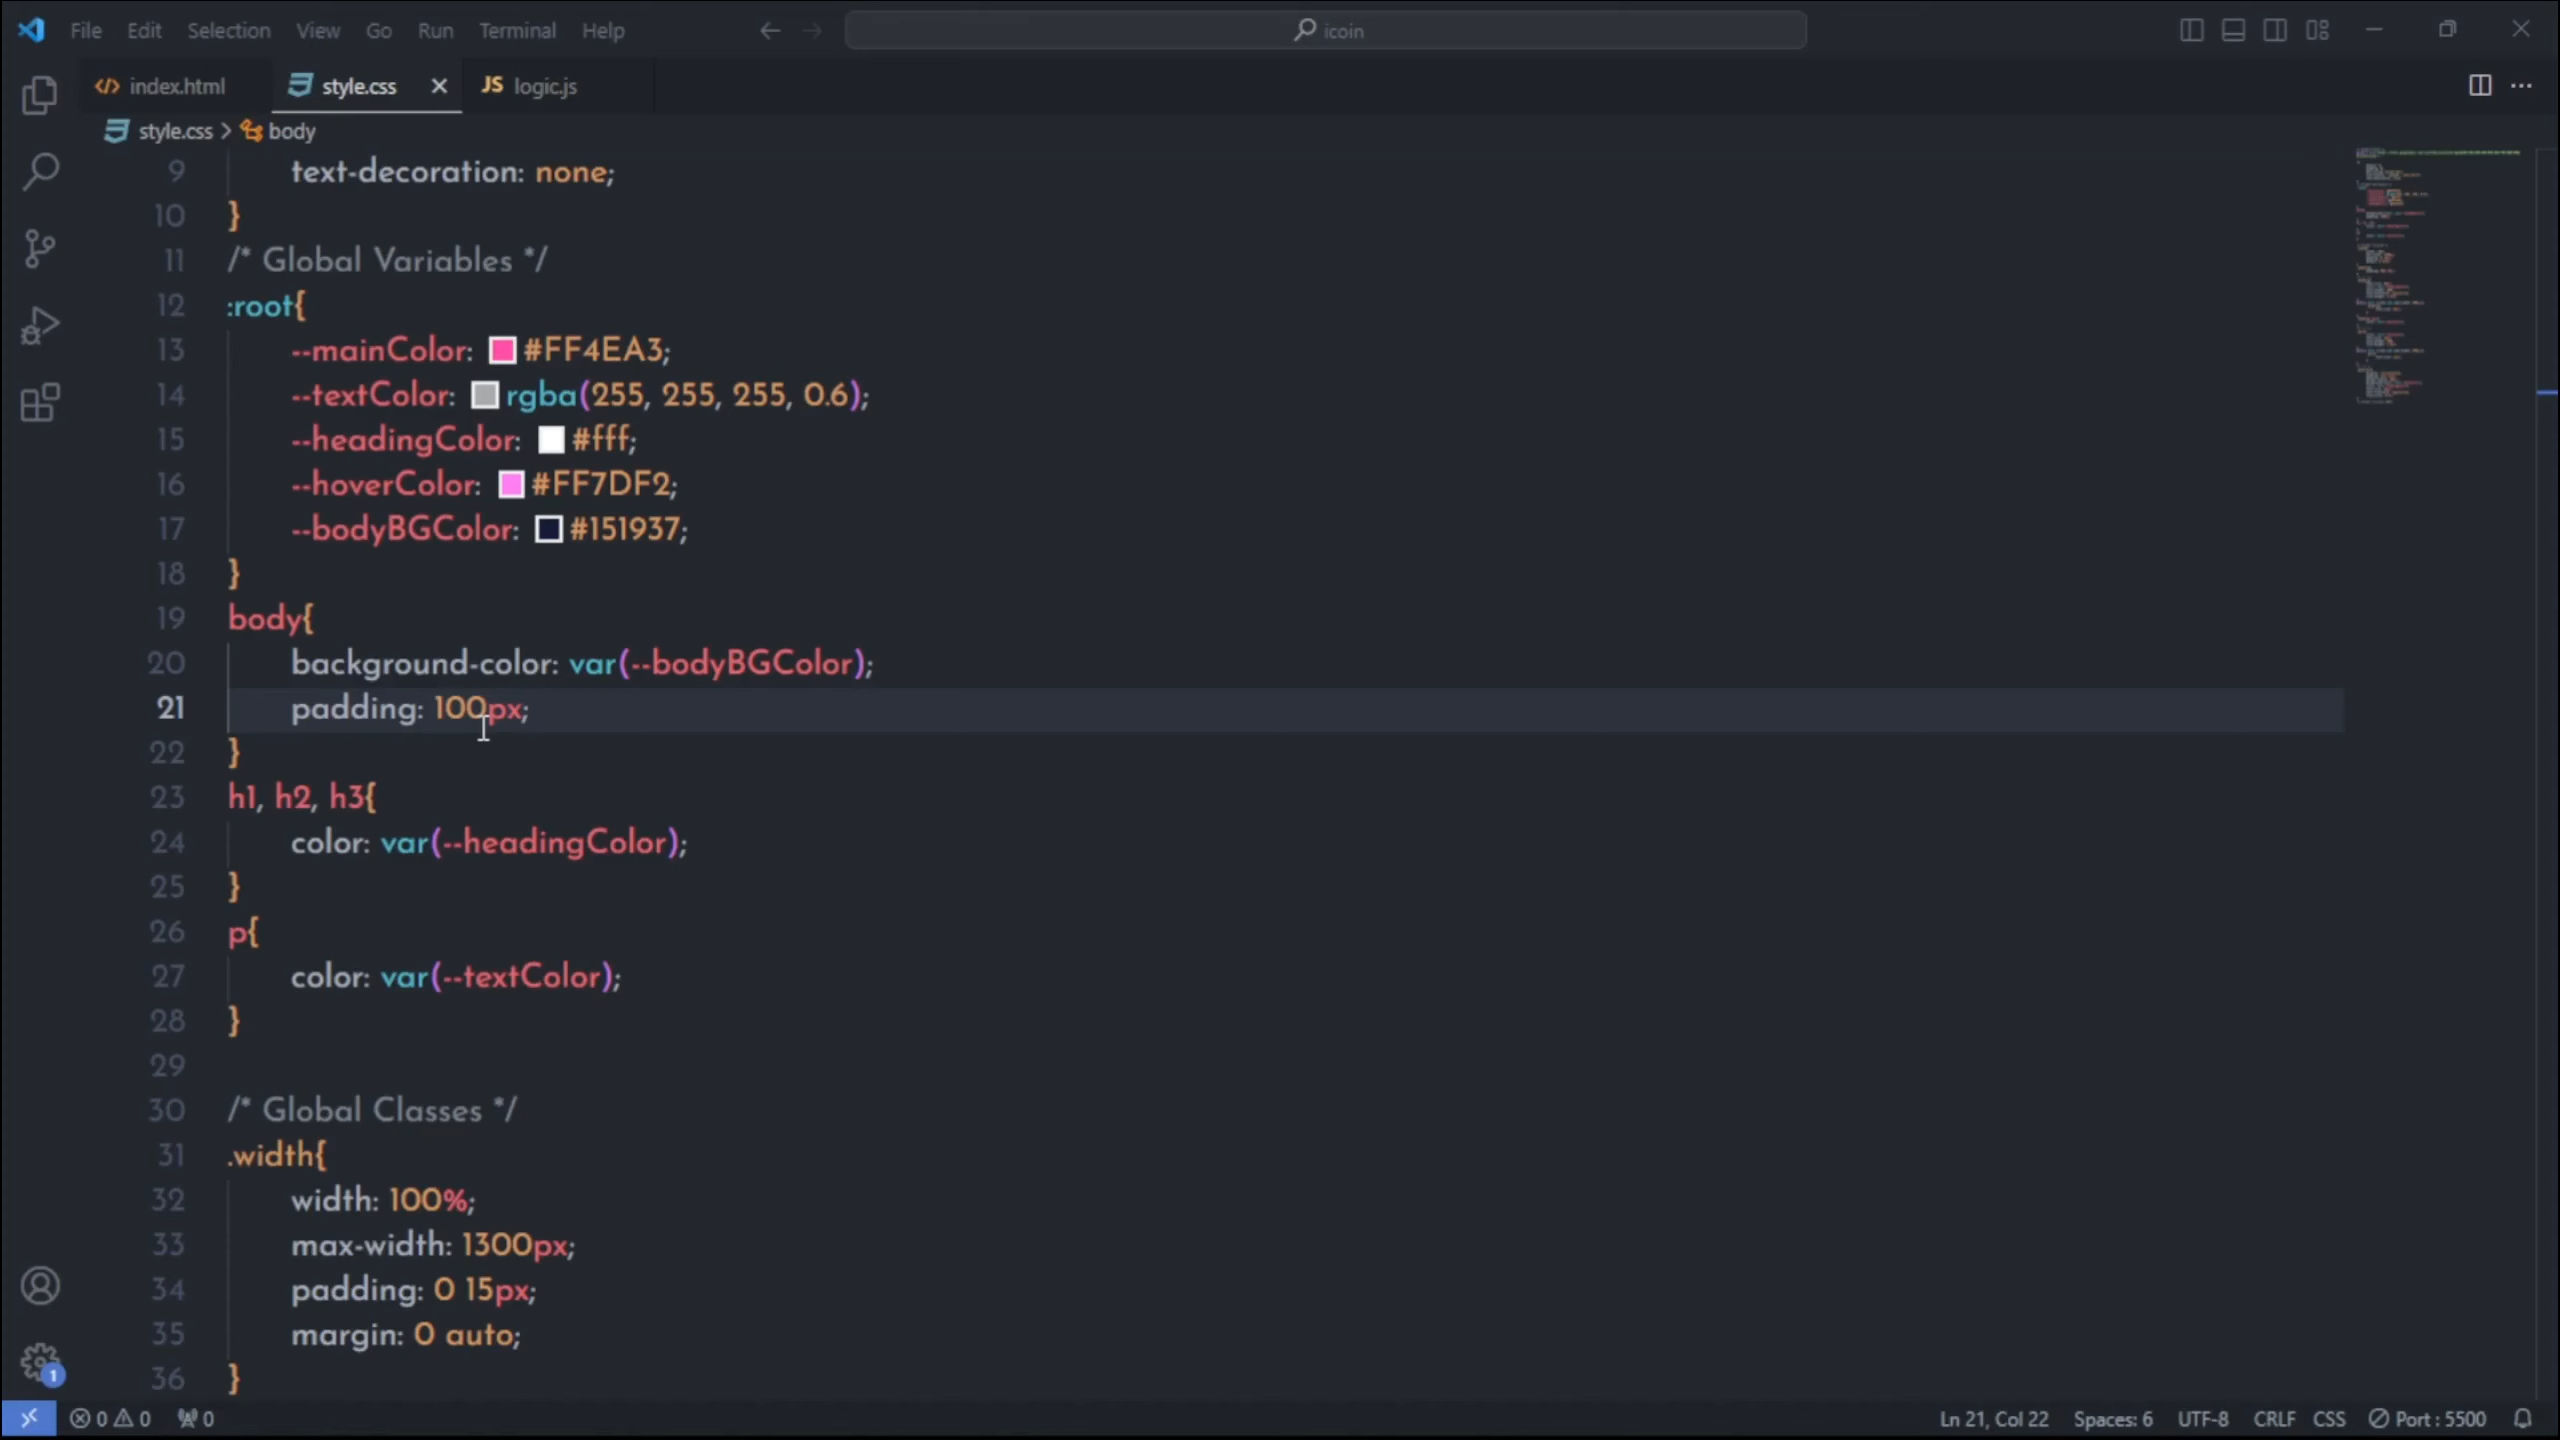 File Edit Selection View Go Run Terminal Help icoin
index.html style.css JS logic.js
style.css > body
9 text-decoration: none;
10 }
11 /* Global Variables */
12 :root{
13 --mainColor: #FF4EA3;
14 --textColor: rgba(255, 255, 255, 0.6);
15 --headingColor: #fff;
16 --hoverColor: #FF7DF2;
17 --bodyBGColor: #151937;
18 }
19 body{
20 background-color: var(--bodyBGColor);
21 padding: 100px;
22 }
23 h1, h2, h3{
24 color: var(--headingColor);
25 }
26 p{
27 color: var(--textColor);
28 }
29
30 /* Global Classes */
31 .width{
32 width: 100%;
33 max-width: 1300px;
34 padding: 0 15px;
35 margin: 0 auto;
36 }
1
0 0 0 Ln 21, Col 22 Spaces: 6 UTF-8 CRLF CSS Port : 5500